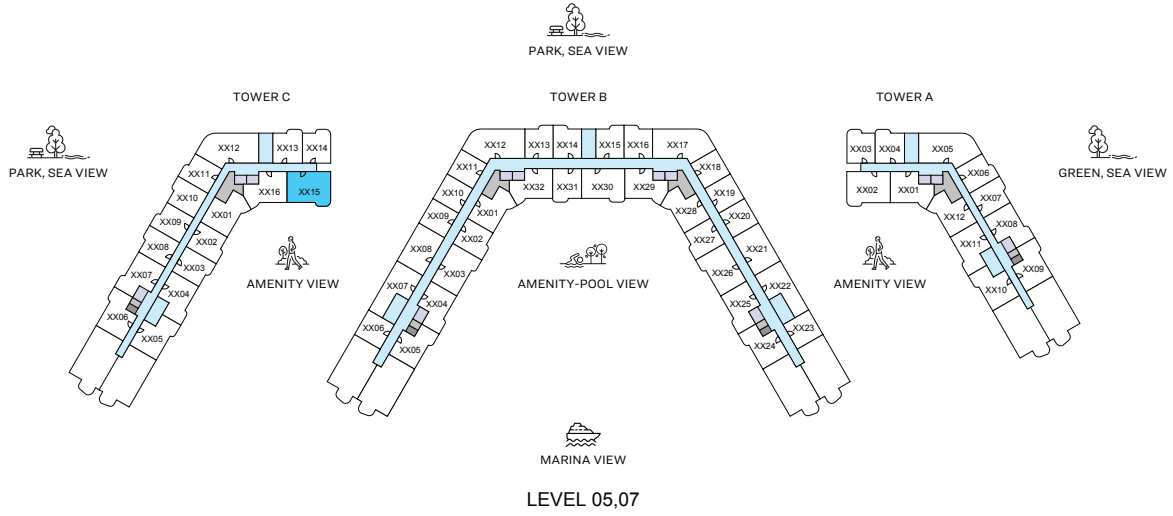 PARK, SEA VIEW
TOWER C
TOWER B
TOWER A
PARK, SEA VIEW
GREEN, SEA VIEW
XX12
XX13
XX14
XX11
XX10
XX16
XX15
XX01
XX09
XX02
XX08
XX03
XX07
XX04
XX06
XX05
XX12
XX13
XX14
XX15
XX16
XX17
XX11
XX18
XX10
XX32
XX31
XX30
XX29
XX19
XX01
XX28
XX09
XX20
XX02
XX27
XX08
XX21
XX03
XX26
XX07
XX22
XX04
XX25
XX06
XX23
XX05
XX24
XX03
XX04
XX05
XX06
XX02
XX01
XX07
XX12
XX08
XX11
XX09
XX10
AMENITY VIEW
AMENITY-POOL VIEW
AMENITY VIEW
MARINA VIEW
LEVEL 05,07